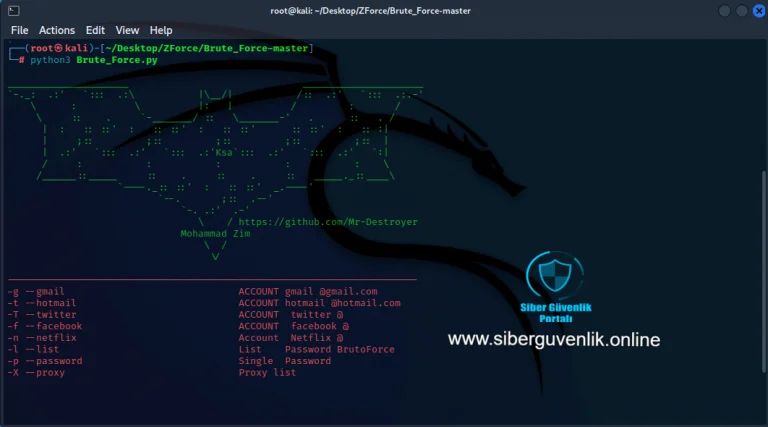 root@kali: ~/Desktop/ZForce/Brute_Force-master
File Actions Edit View Help
┌──(root㉿kali)-[~/Desktop/ZForce/Brute_Force-master]
└─# python3 Brute_Force.py
Ksa
https://github.com/Mr-Destroyer
Mohammad Zim
-g --gmail ACCOUNT gmail @gmail.com
-t --hotmail ACCOUNT hotmail @hotmail.com
-T --twitter ACCOUNT twitter @
-f --facebook ACCOUNT facebook @
-n --netflix Account Netflix @
-l --list List Password BrutoForce
-p --password Single Password
-X --proxy Proxy list
Siber Güvenlik
Portalı
www.siberguvenlik.online